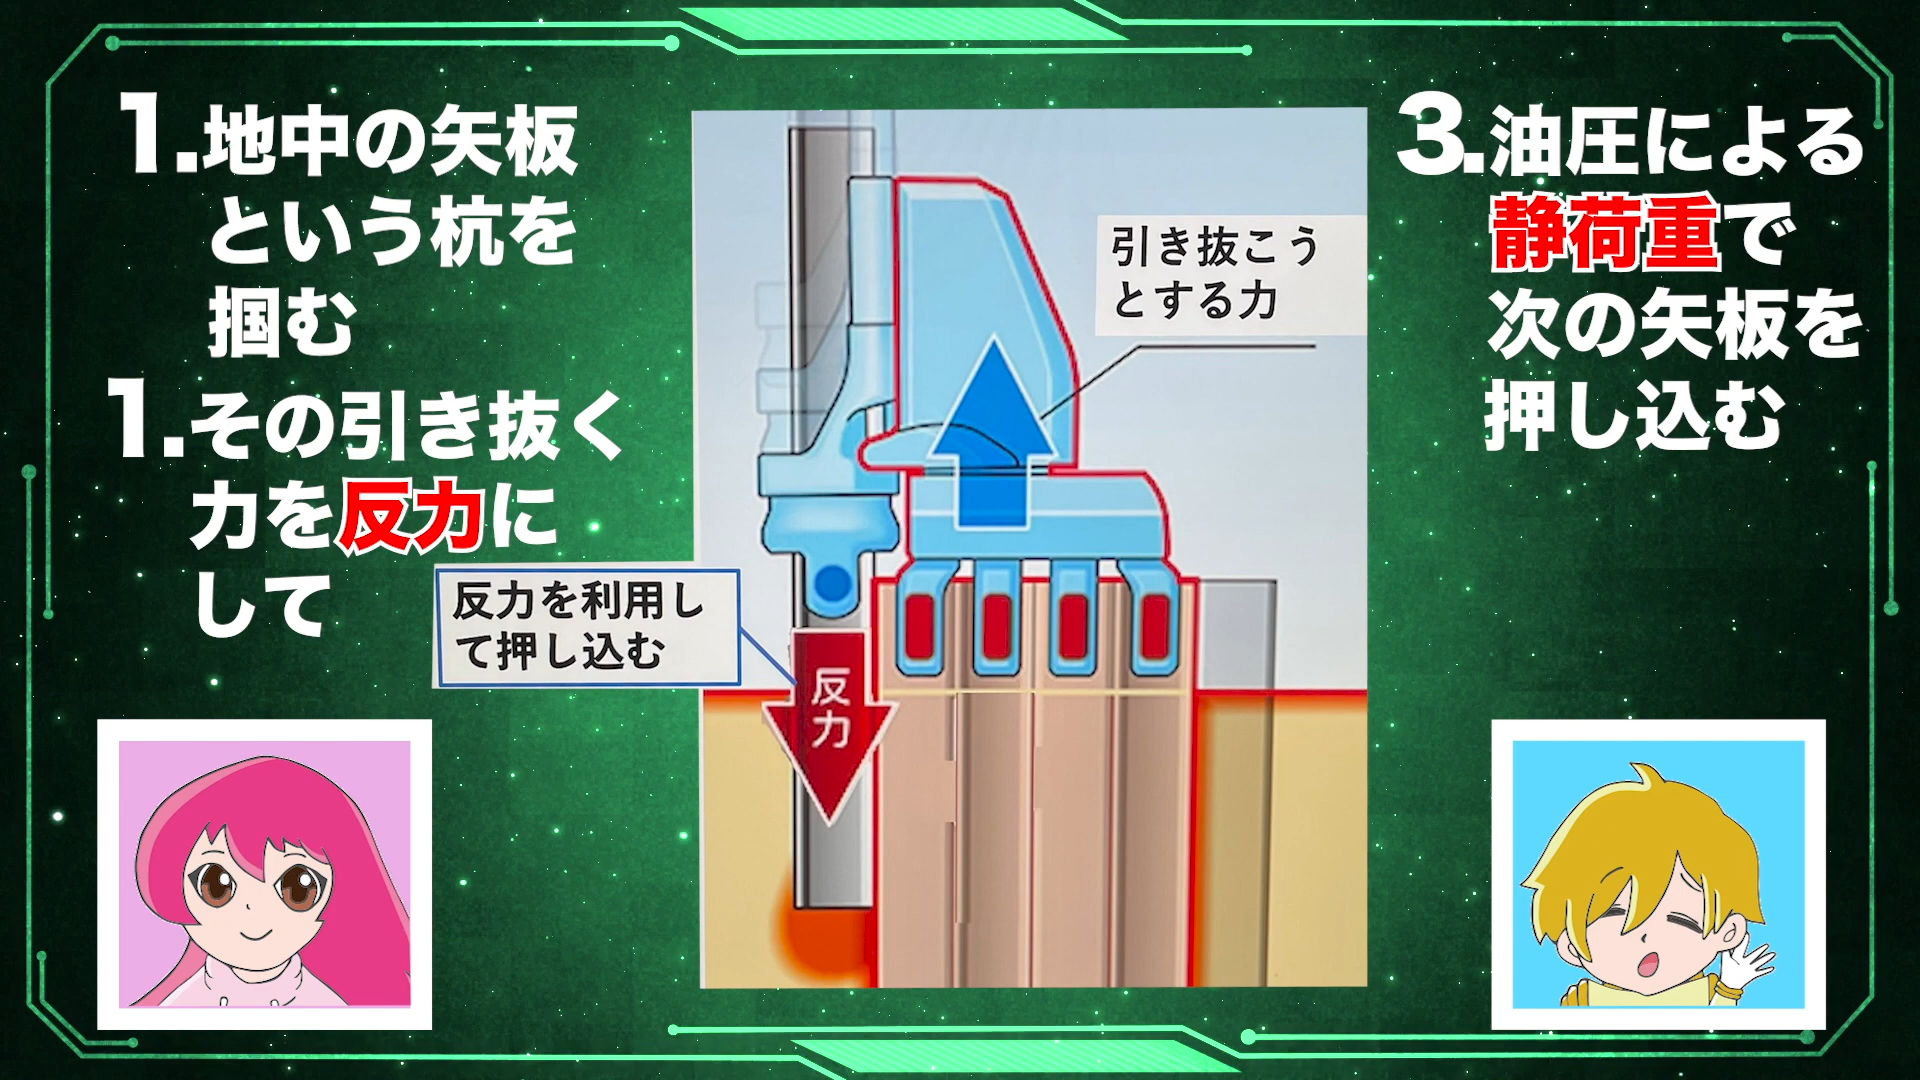 1.地中の矢板
という杭を
掴む
1.その引き抜く
力を反力に
して
反力を利用し
て押し込む
引き抜こう
とする力
反
力
3.油圧による
静荷重で
次の矢板を
押し込む